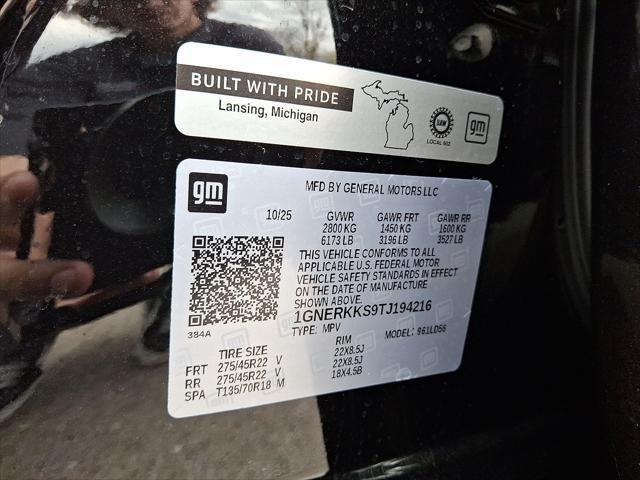 BUILT WITH PRIDE
Lansing, Michigan
UAW
LOCAL 602
gm
gm
MFD BY GENERAL MOTORS LLC
10/25 GVWR GAWR FRT GAWR RR
2800 KG 1450 KG 1600 KG
6173 LB 3196 LB 3527 LB
THIS VEHICLE CONFORMS TO ALL
APPLICABLE U.S. FEDERAL MOTOR
VEHICLE SAFETY STANDARDS IN EFFECT
ON THE DATE OF MANUFACTURE
SHOWN ABOVE.
1GNERKKS9TJ194216
384A
TYPE: MPV MODEL: 961LD56
TIRE SIZE RIM
FRT 275/45R22 V 22X8.5J
RR 275/45R22 V 22X8.5J
SPA T135/70R18 M 18X4.5B